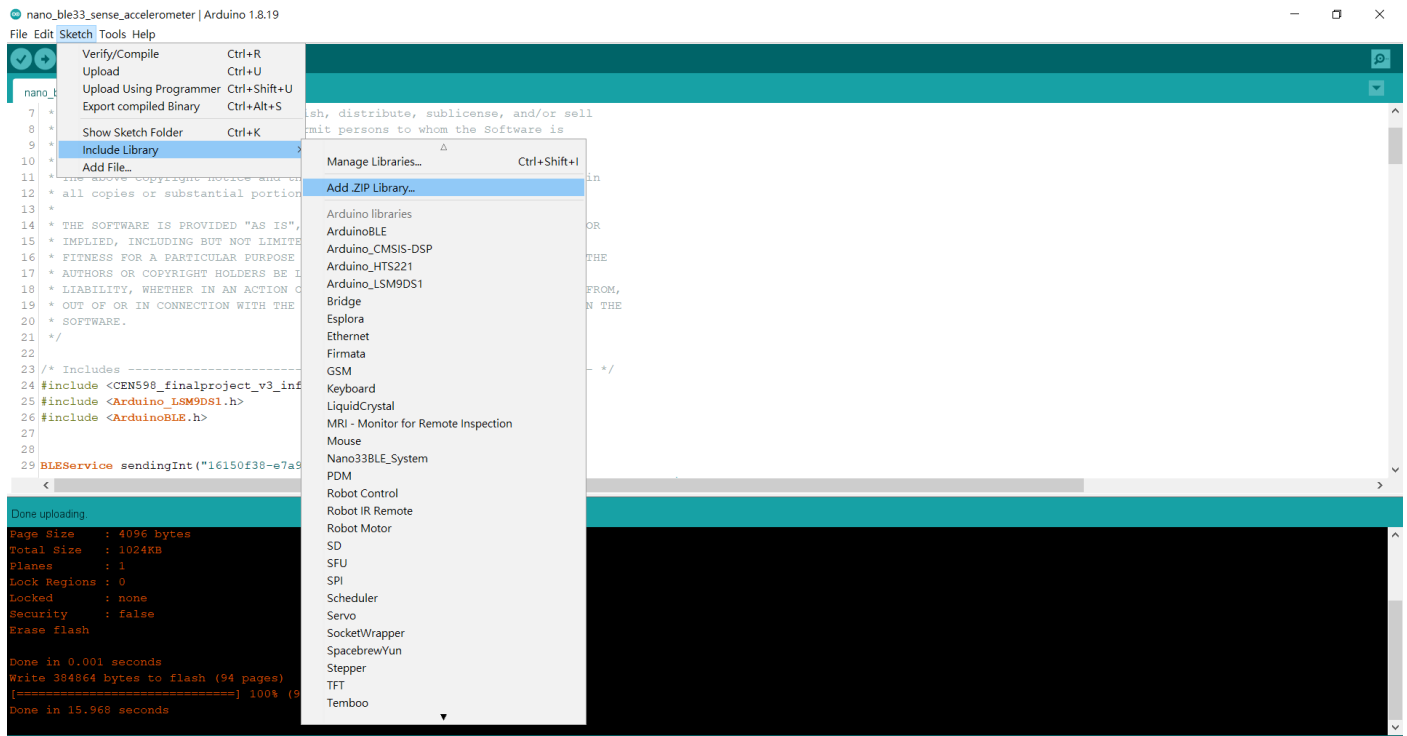 nano_ble33_sense_accelerometer | Arduino 1.8.19
File Edit Sketch Tools Help
Verify/Compile Ctrl+R
Upload Ctrl+U
Upload Using Programmer Ctrl+Shift+U
Export compiled Binary Ctrl+Alt+S
Show Sketch Folder Ctrl+K
Include Library
Add File...
Manage Libraries... Ctrl+Shift+I
Add .ZIP Library...
Arduino libraries
ArduinoBLE
Arduino_CMSIS-DSP
Arduino_HTS221
Arduino_LSM9DS1
Bridge
Esplora
Ethernet
Firmata
GSM
Keyboard
LiquidCrystal
MRI - Monitor for Remote Inspection
Mouse
Nano33BLE_System
PDM
Robot Control
Robot IR Remote
Robot Motor
SD
SFU
SPI
Scheduler
Servo
SocketWrapper
SpacebrewYun
Stepper
TFT
Temboo
nano_b
7 * ish, distribute, sublicense, and/or sell
8 * rmit persons to whom the Software is
9 *
10 *
11 * The above copyright notice and th in
12 * all copies or substantial portion
13 *
14 * THE SOFTWARE IS PROVIDED "AS IS", OR
15 * IMPLIED, INCLUDING BUT NOT LIMITE
16 * FITNESS FOR A PARTICULAR PURPOSE THE
17 * AUTHORS OR COPYRIGHT HOLDERS BE L
18 * LIABILITY, WHETHER IN AN ACTION O FROM,
19 * OUT OF OR IN CONNECTION WITH THE N THE
20 * SOFTWARE.
21 */
22
23 /* Includes ------------------------ - */
24 #include <CEN598_finalproject_v3_inf
25 #include <Arduino_LSM9DS1.h>
26 #include <ArduinoBLE.h>
27
28
29 BLEService sendingInt("16150f38-e7a9
Done uploading.
Page Size : 4096 bytes
Total Size : 1024KB
Planes : 1
Lock Regions : 0
Locked : none
Security : false
Erase flash
Done in 0.001 seconds
Write 384864 bytes to flash (94 pages)
[==============================] 100% (9
Done in 15.968 seconds